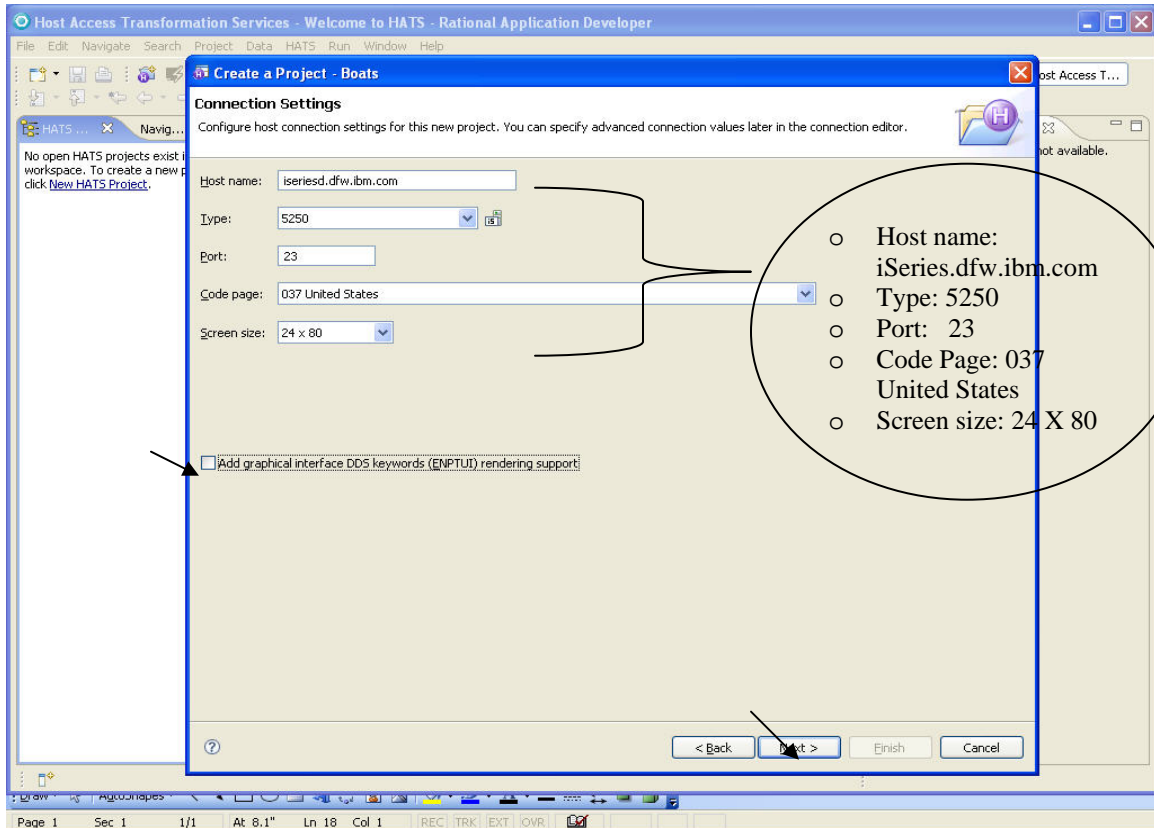 Host Access Transformation Services - Welcome to HATS - Rational Application Developer
File Edit Navigate Search Project Data HATS Run Window Help
ost Access T...
HATS ...
Navig...
No open HATS projects exist i
workspace. To create a new p
click New HATS Project.
not available.
Create a Project - Boats
Connection Settings
Configure host connection settings for this new project. You can specify advanced connection values later in the connection editor.
Host name: iseriesd.dfw.ibm.com
Type: 5250
Port: 23
Code page: 037 United States
Screen size: 24 x 80
Add graphical interface DDS keywords (ENPTUI) rendering support
o Host name:
iSeries.dfw.ibm.com
o Type: 5250
o Port: 23
o Code Page: 037
United States
o Screen size: 24 X 80
< Back
Next >
Finish
Cancel
Draw
AutoShapes
Page 1 Sec 1 1/1 At 8.1" Ln 18 Col 1 REC TRK EXT OVR